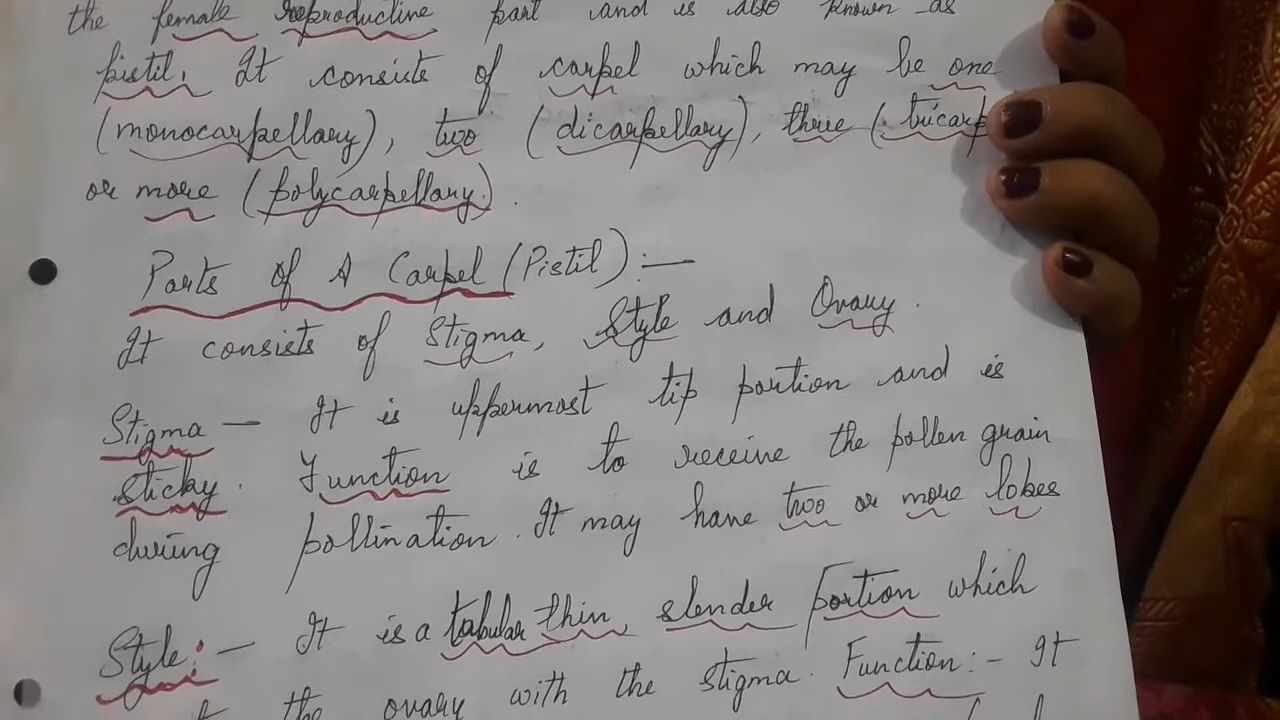 the female reproductive part and is also known as
pistil. It consists of carpel which may be one
(monocarpellary), two (dicarpellary), three (tricarp
or more (polycarpellary).
Parts of A Carpel (Pistil):—
It consists of Stigma, Style and Ovary.
Stigma — It is uppermost tip portion and is
sticky. Function is to receive the pollen grain
during pollination. It may have two or more lobes
Style:— It is a tabular thin, slender portion which
the ovary with the stigma. Function:- It